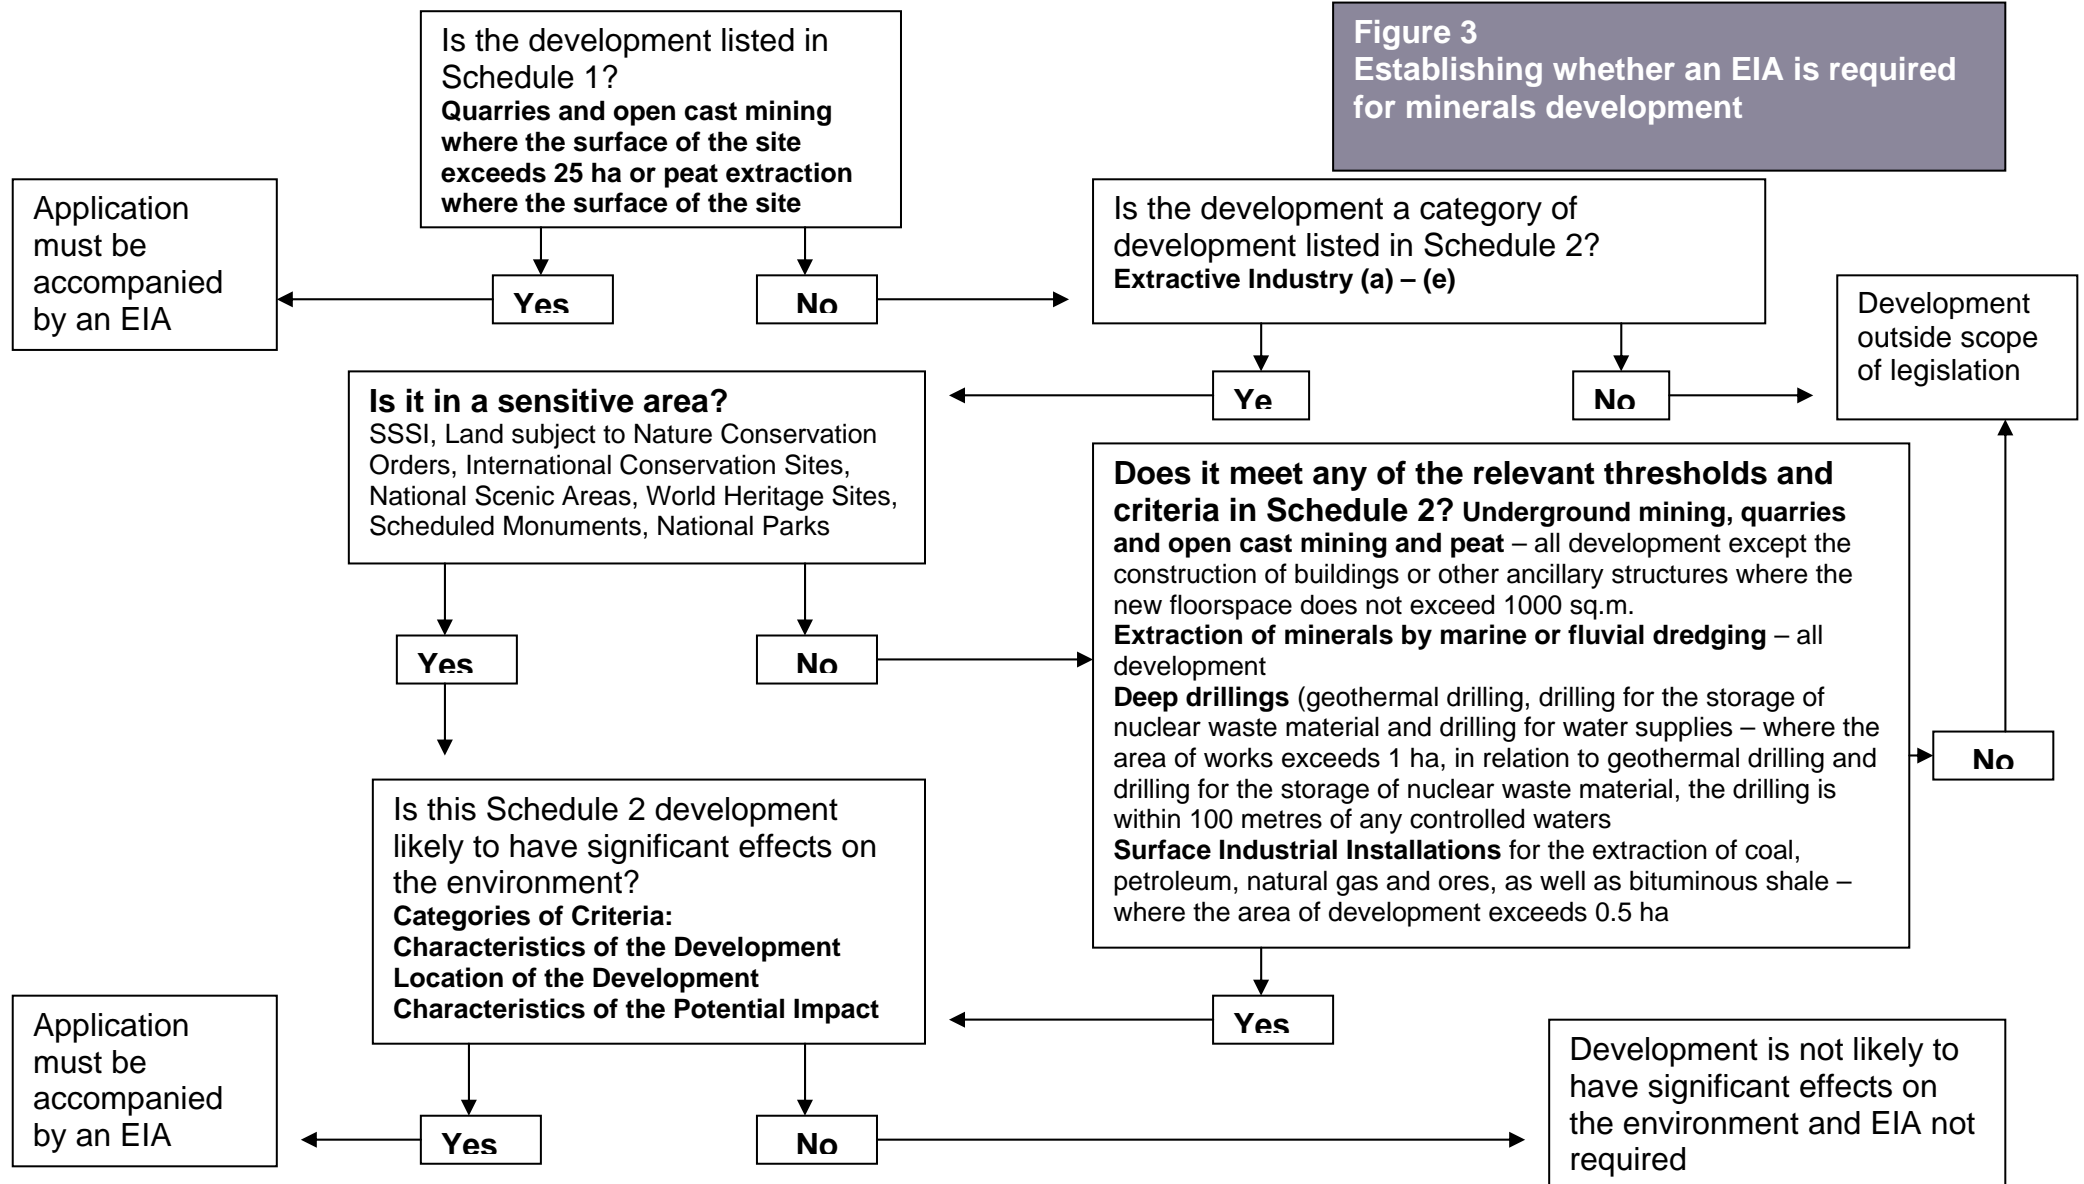 Figure 3
Establishing whether an EIA is required
for minerals development
Is the development listed in
Schedule 1?
Quarries and open cast mining
where the surface of the site
exceeds 25 ha or peat extraction
where the surface of the site
Yes
No
Application
must be
accompanied
by an EIA
Is the development a category of
development listed in Schedule 2?
Extractive Industry (a) – (e)
Ye
No
Development
outside scope
of legislation
Is it in a sensitive area?
SSSI, Land subject to Nature Conservation
Orders, International Conservation Sites,
National Scenic Areas, World Heritage Sites,
Scheduled Monuments, National Parks
Yes
No
Does it meet any of the relevant thresholds and
criteria in Schedule 2? Underground mining, quarries
and open cast mining and peat – all development except the
construction of buildings or other ancillary structures where the
new floorspace does not exceed 1000 sq.m.
Extraction of minerals by marine or fluvial dredging – all
development
Deep drillings (geothermal drilling, drilling for the storage of
nuclear waste material and drilling for water supplies – where the
area of works exceeds 1 ha, in relation to geothermal drilling and
drilling for the storage of nuclear waste material, the drilling is
within 100 metres of any controlled waters
Surface Industrial Installations for the extraction of coal,
petroleum, natural gas and ores, as well as bituminous shale –
where the area of development exceeds 0.5 ha
No
Yes
Is this Schedule 2 development
likely to have significant effects on
the environment?
Categories of Criteria:
Characteristics of the Development
Location of the Development
Characteristics of the Potential Impact
Yes
No
Application
must be
accompanied
by an EIA
Development is not likely to
have significant effects on
the environment and EIA not
required